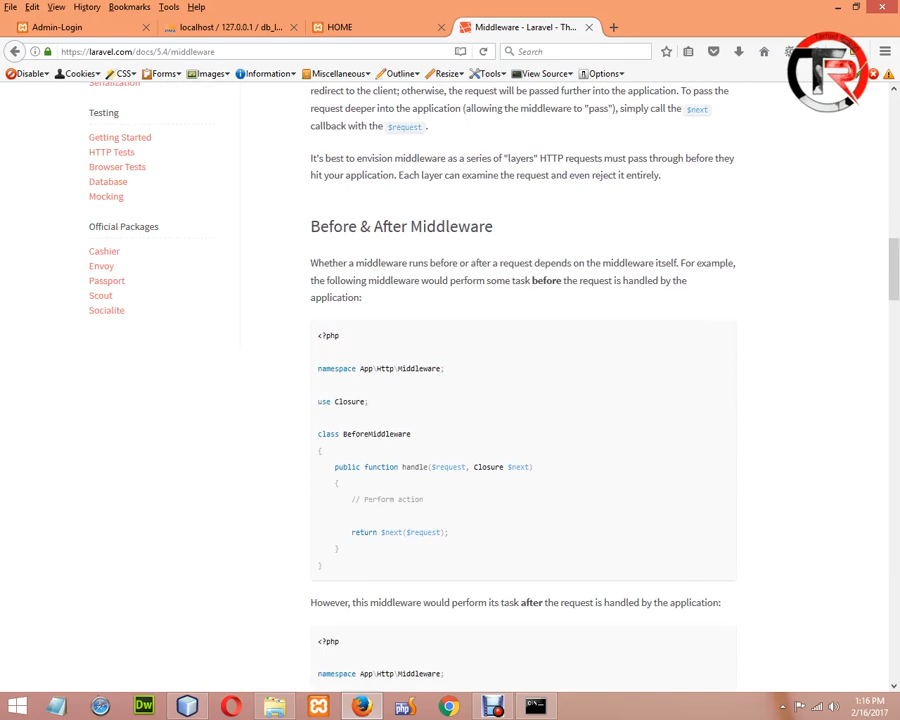 File Edit View History Bookmarks Tools Help
Admin-Login
localhost / 127.0.0.1 / db_l...
HOME
Middleware - Laravel - Th...
https://laravel.com/docs/5.4/middleware
Search
Disable Cookies CSS Forms Images Information Miscellaneous Outline Resize Tools View Source Options
Serialization
Testing
Getting Started
HTTP Tests
Browser Tests
Database
Mocking
Official Packages
Cashier
Envoy
Passport
Scout
Socialite
redirect to the client; otherwise, the request will be passed further into the application. To pass the
request deeper into the application (allowing the middleware to "pass"), simply call the $next
callback with the $request .
It's best to envision middleware as a series of "layers" HTTP requests must pass through before they
hit your application. Each layer can examine the request and even reject it entirely.
Before & After Middleware
Whether a middleware runs before or after a request depends on the middleware itself. For example,
the following middleware would perform some task before the request is handled by the
application:
<?php
namespace App\Http\Middleware;
use Closure;
class BeforeMiddleware
{
public function handle($request, Closure $next)
{
// Perform action
return $next($request);
}
}
However, this middleware would perform its task after the request is handled by the application:
<?php
namespace App\Http\Middleware;
Dw
php
1:16 PM
2/16/2017